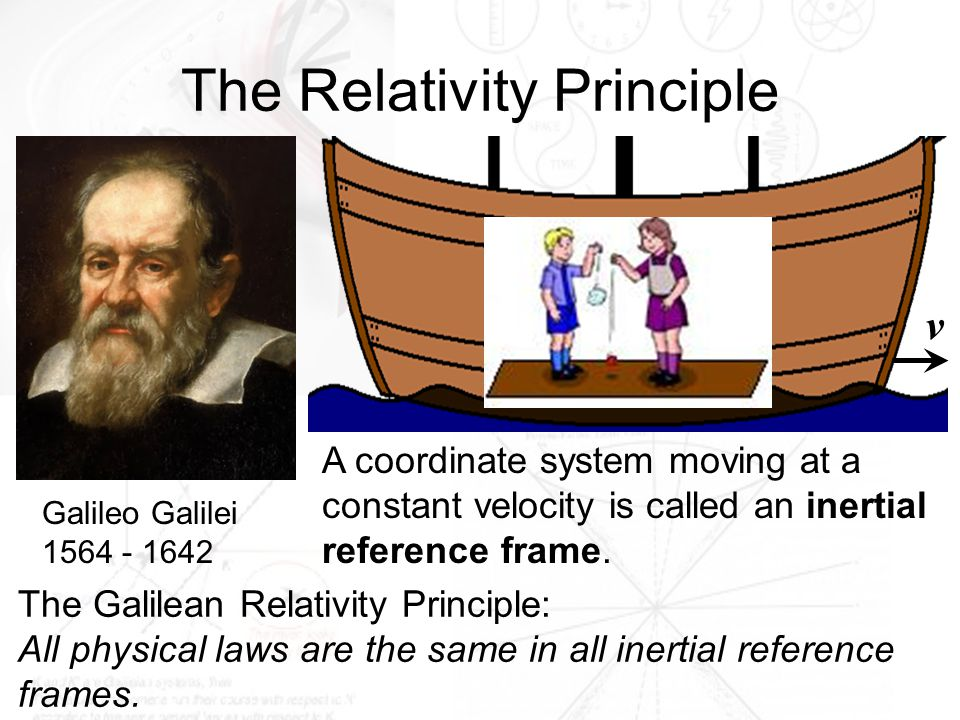 The Relativity Principle
v
Galileo Galilei
1564 - 1642
A coordinate system moving at a
constant velocity is called an inertial
reference frame.
The Galilean Relativity Principle:
All physical laws are the same in all inertial reference
frames.